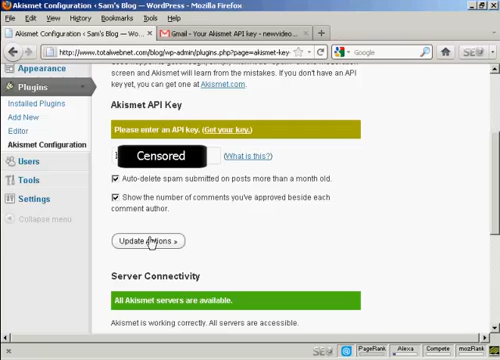 Akismet Configuration ‹ Sam's Blog — WordPress - Mozilla Firefox
File Edit View History Bookmarks Tools Help
Akismet Configuration ‹ Sam's Blog — W...
Gmail - Your Akismet API key - newvideo...
http://www.totalwebnet.com/blog/wp-admin/plugins.php?page=akismet-key-
Google
SEO
Appearance
Plugins
Installed Plugins
Add New
Editor
Akismet Configuration
Users
Tools
Settings
Collapse menu
screen and Akismet will learn from the mistakes. If you don't have an API
key yet, you can get one at Akismet.com.
Akismet API Key
Please enter an API key. (Get your key.)
Censored
(What is this?)
Auto-delete spam submitted on posts more than a month old.
Show the number of comments you've approved beside each
comment author.
Update options »
Server Connectivity
All Akismet servers are available.
Akismet is working correctly. All servers are accessible.
SEO
PageRank
Alexa
Compete
mozRank